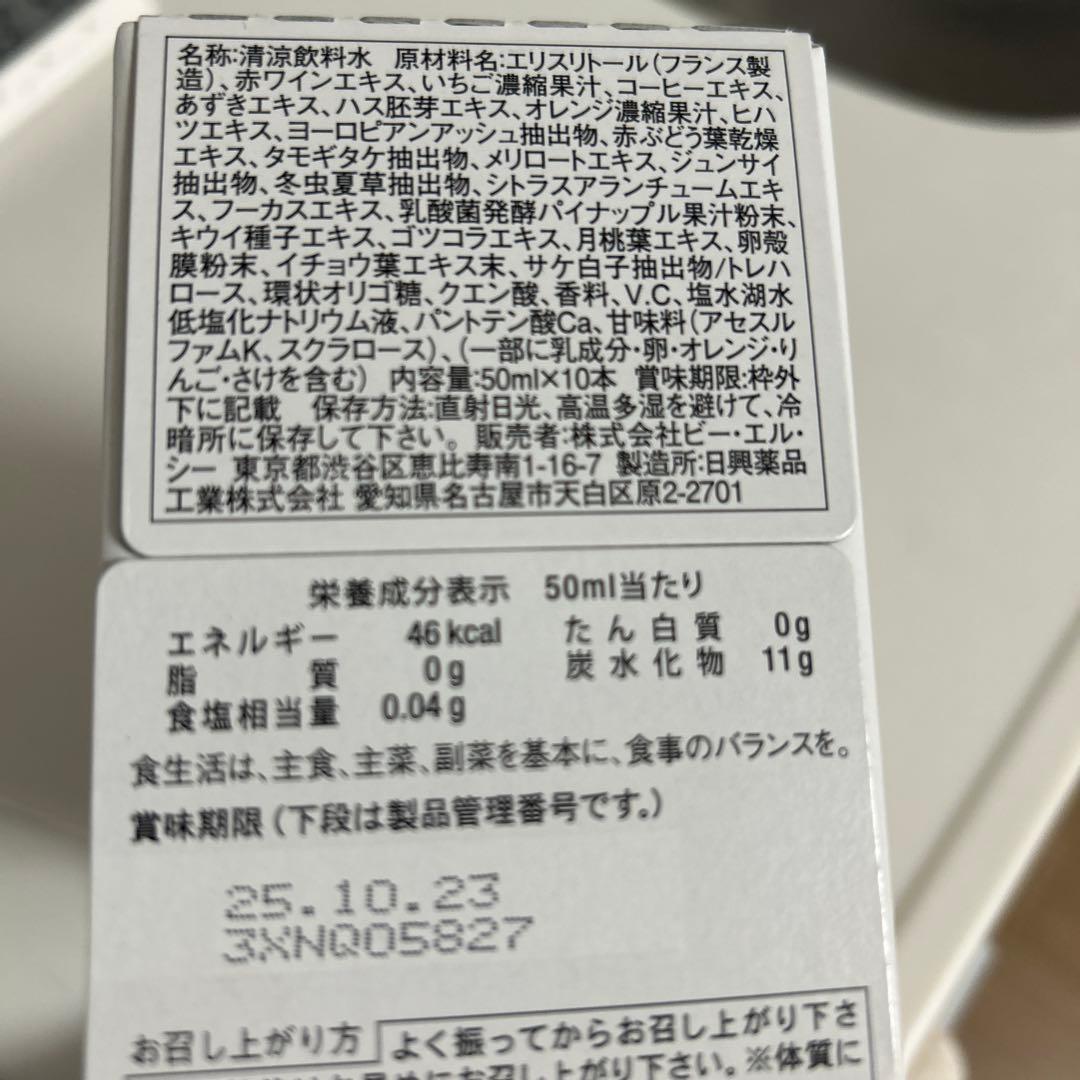 名称:清涼飲料水　原材料名:エリスリトール(フランス製
造)、赤ワインエキス、いちご濃縮果汁、コーヒーエキス、
あずきエキス、ハス胚芽エキス、オレンジ濃縮果汁、ヒハ
ツエキス、ヨーロピアンアッシュ抽出物、赤ぶどう葉乾燥
エキス、タモギタケ抽出物、メリロートエキス、ジュンサイ
抽出物、冬虫夏草抽出物、シトラスアランチュームエキ
ス、フーカスエキス、乳酸菌発酵パイナップル果汁粉末、
キウイ種子エキス、ゴツコラエキス、月桃葉エキス、卵殻
膜粉末、イチョウ葉エキス末、サケ白子抽出物/トレハ
ロース、環状オリゴ糖、クエン酸、香料、V.C、塩水湖水
低塩化ナトリウム液、パントテン酸Ca、甘味料(アセスル
ファムK、スクラロース)、(一部に乳成分・卵・オレンジ・り
んご・さけを含む)　内容量:50ml×10本　賞味期限:枠外
下に記載　保存方法:直射日光、高温多湿を避けて、冷
暗所に保存して下さい。 販売者:株式会社ビー・エル・
シー　東京都渋谷区恵比寿南1-16-7　製造所:日興薬品
工業株式会社 愛知県名古屋市天白区原2-2701
栄養成分表示　50ml当たり
エネルギー　46kcal　たん白質　0g
脂質　0g　炭水化物　11g
食塩相当量　0.04g
食生活は、主食、主菜、副菜を基本に、食事のバランスを。
賞味期限(下段は製品管理番号です。)
25.10.23
3XNQ05827
お召し上がり方　よく振ってからお召し上がり下さ
にお召し上がり下さい。※体質に